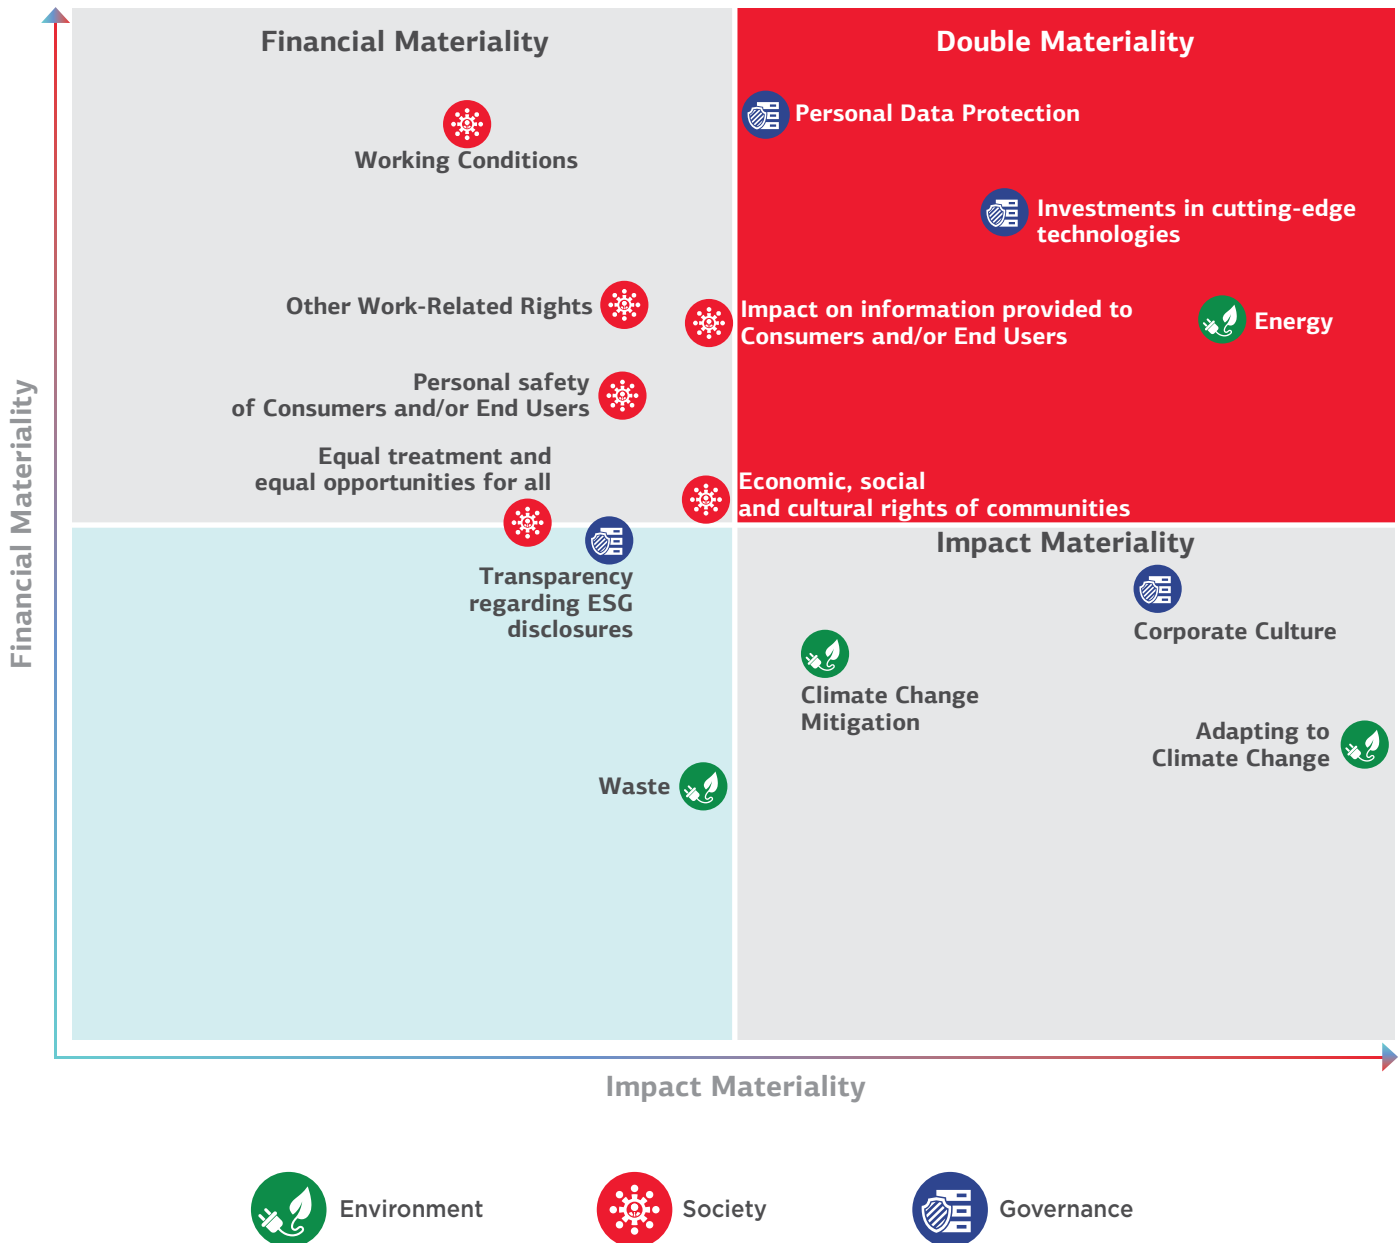 Financial Materiality
Double Materiality
Personal Data Protection
Working Conditions
Investments in cutting-edge
technologies
Other Work-Related Rights
Impact on information provided to
Consumers and/or End Users
Energy
Personal safety
of Consumers and/or End Users
Equal treatment and
equal opportunities for all
Economic, social
and cultural rights of communities
Financial Materiality
Impact Materiality
Transparency
regarding ESG
disclosures
Corporate Culture
Climate Change
Mitigation
Adapting to
Climate Change
Waste
Impact Materiality
Environment
Society
Governance